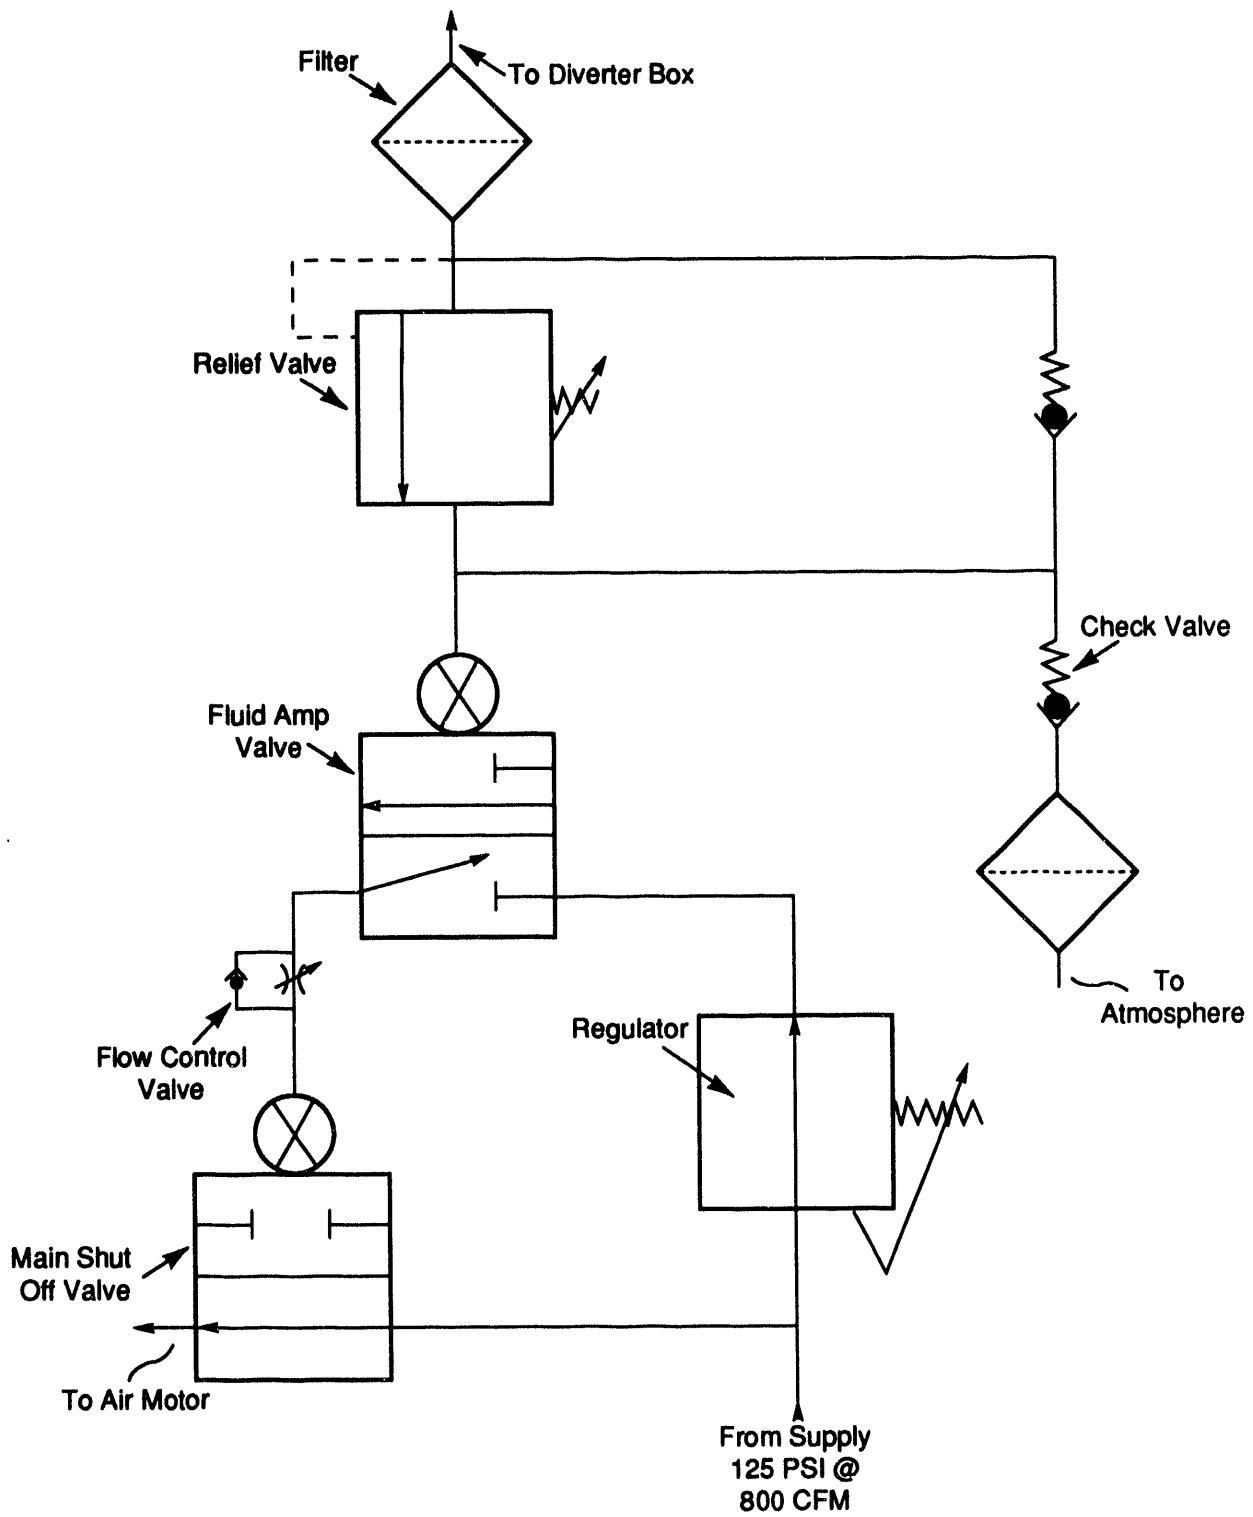 Filter
To Diverter Box
Relief Valve
Check Valve
Fluid Amp
Valve
To
Atmosphere
Regulator
Flow Control
Valve
Main Shut
Off Valve
To Air Motor
From Supply
125 PSI @
800 CFM